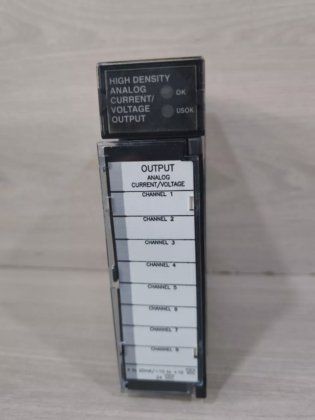 HIGH DENSITY
ANALOG
CURRENT/
VOLTAGE
OUTPUT
OK
USOK
OUTPUT
ANALOG
CURRENT/VOLTAGE
CHANNEL 1
CHANNEL 2
CHANNEL 3
CHANNEL 4
CHANNEL 5
CHANNEL 6
CHANNEL 7
CHANNEL 8